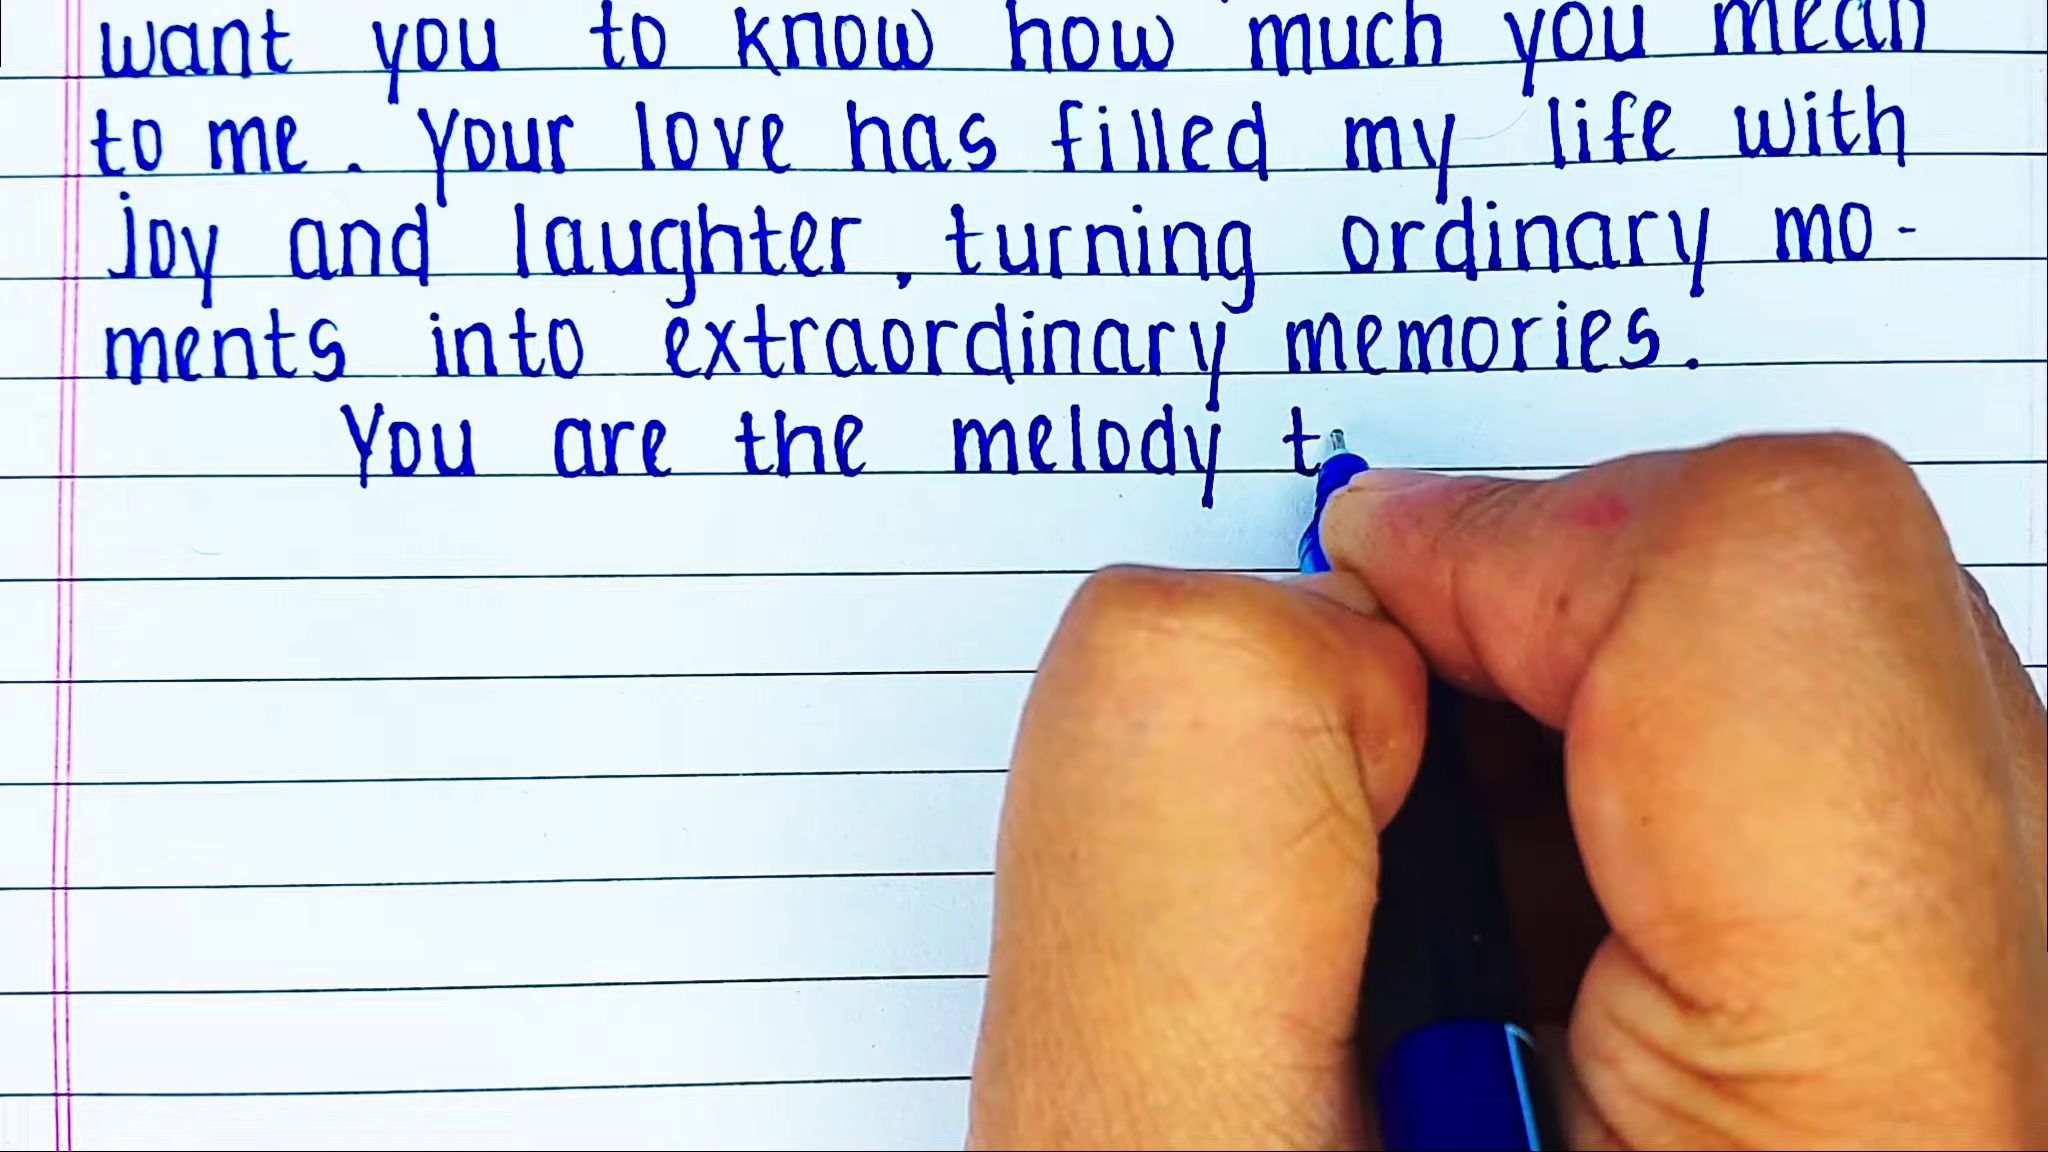 want you to know how much you mean
to me. Your love has filled my life with
joy and laughter, turning ordinary mo-
ments into extraordinary memories.
You are the melody t